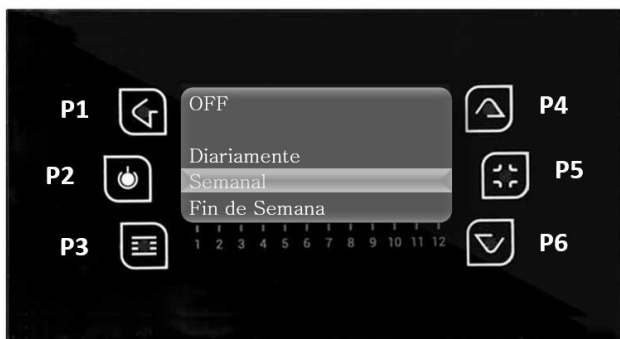 OFF
Diariamente
Semanal
Fin de Semana
1 2 3 4 5 6 7 8 9 10 11 12
P1
P2
P3
P4
P5
P6